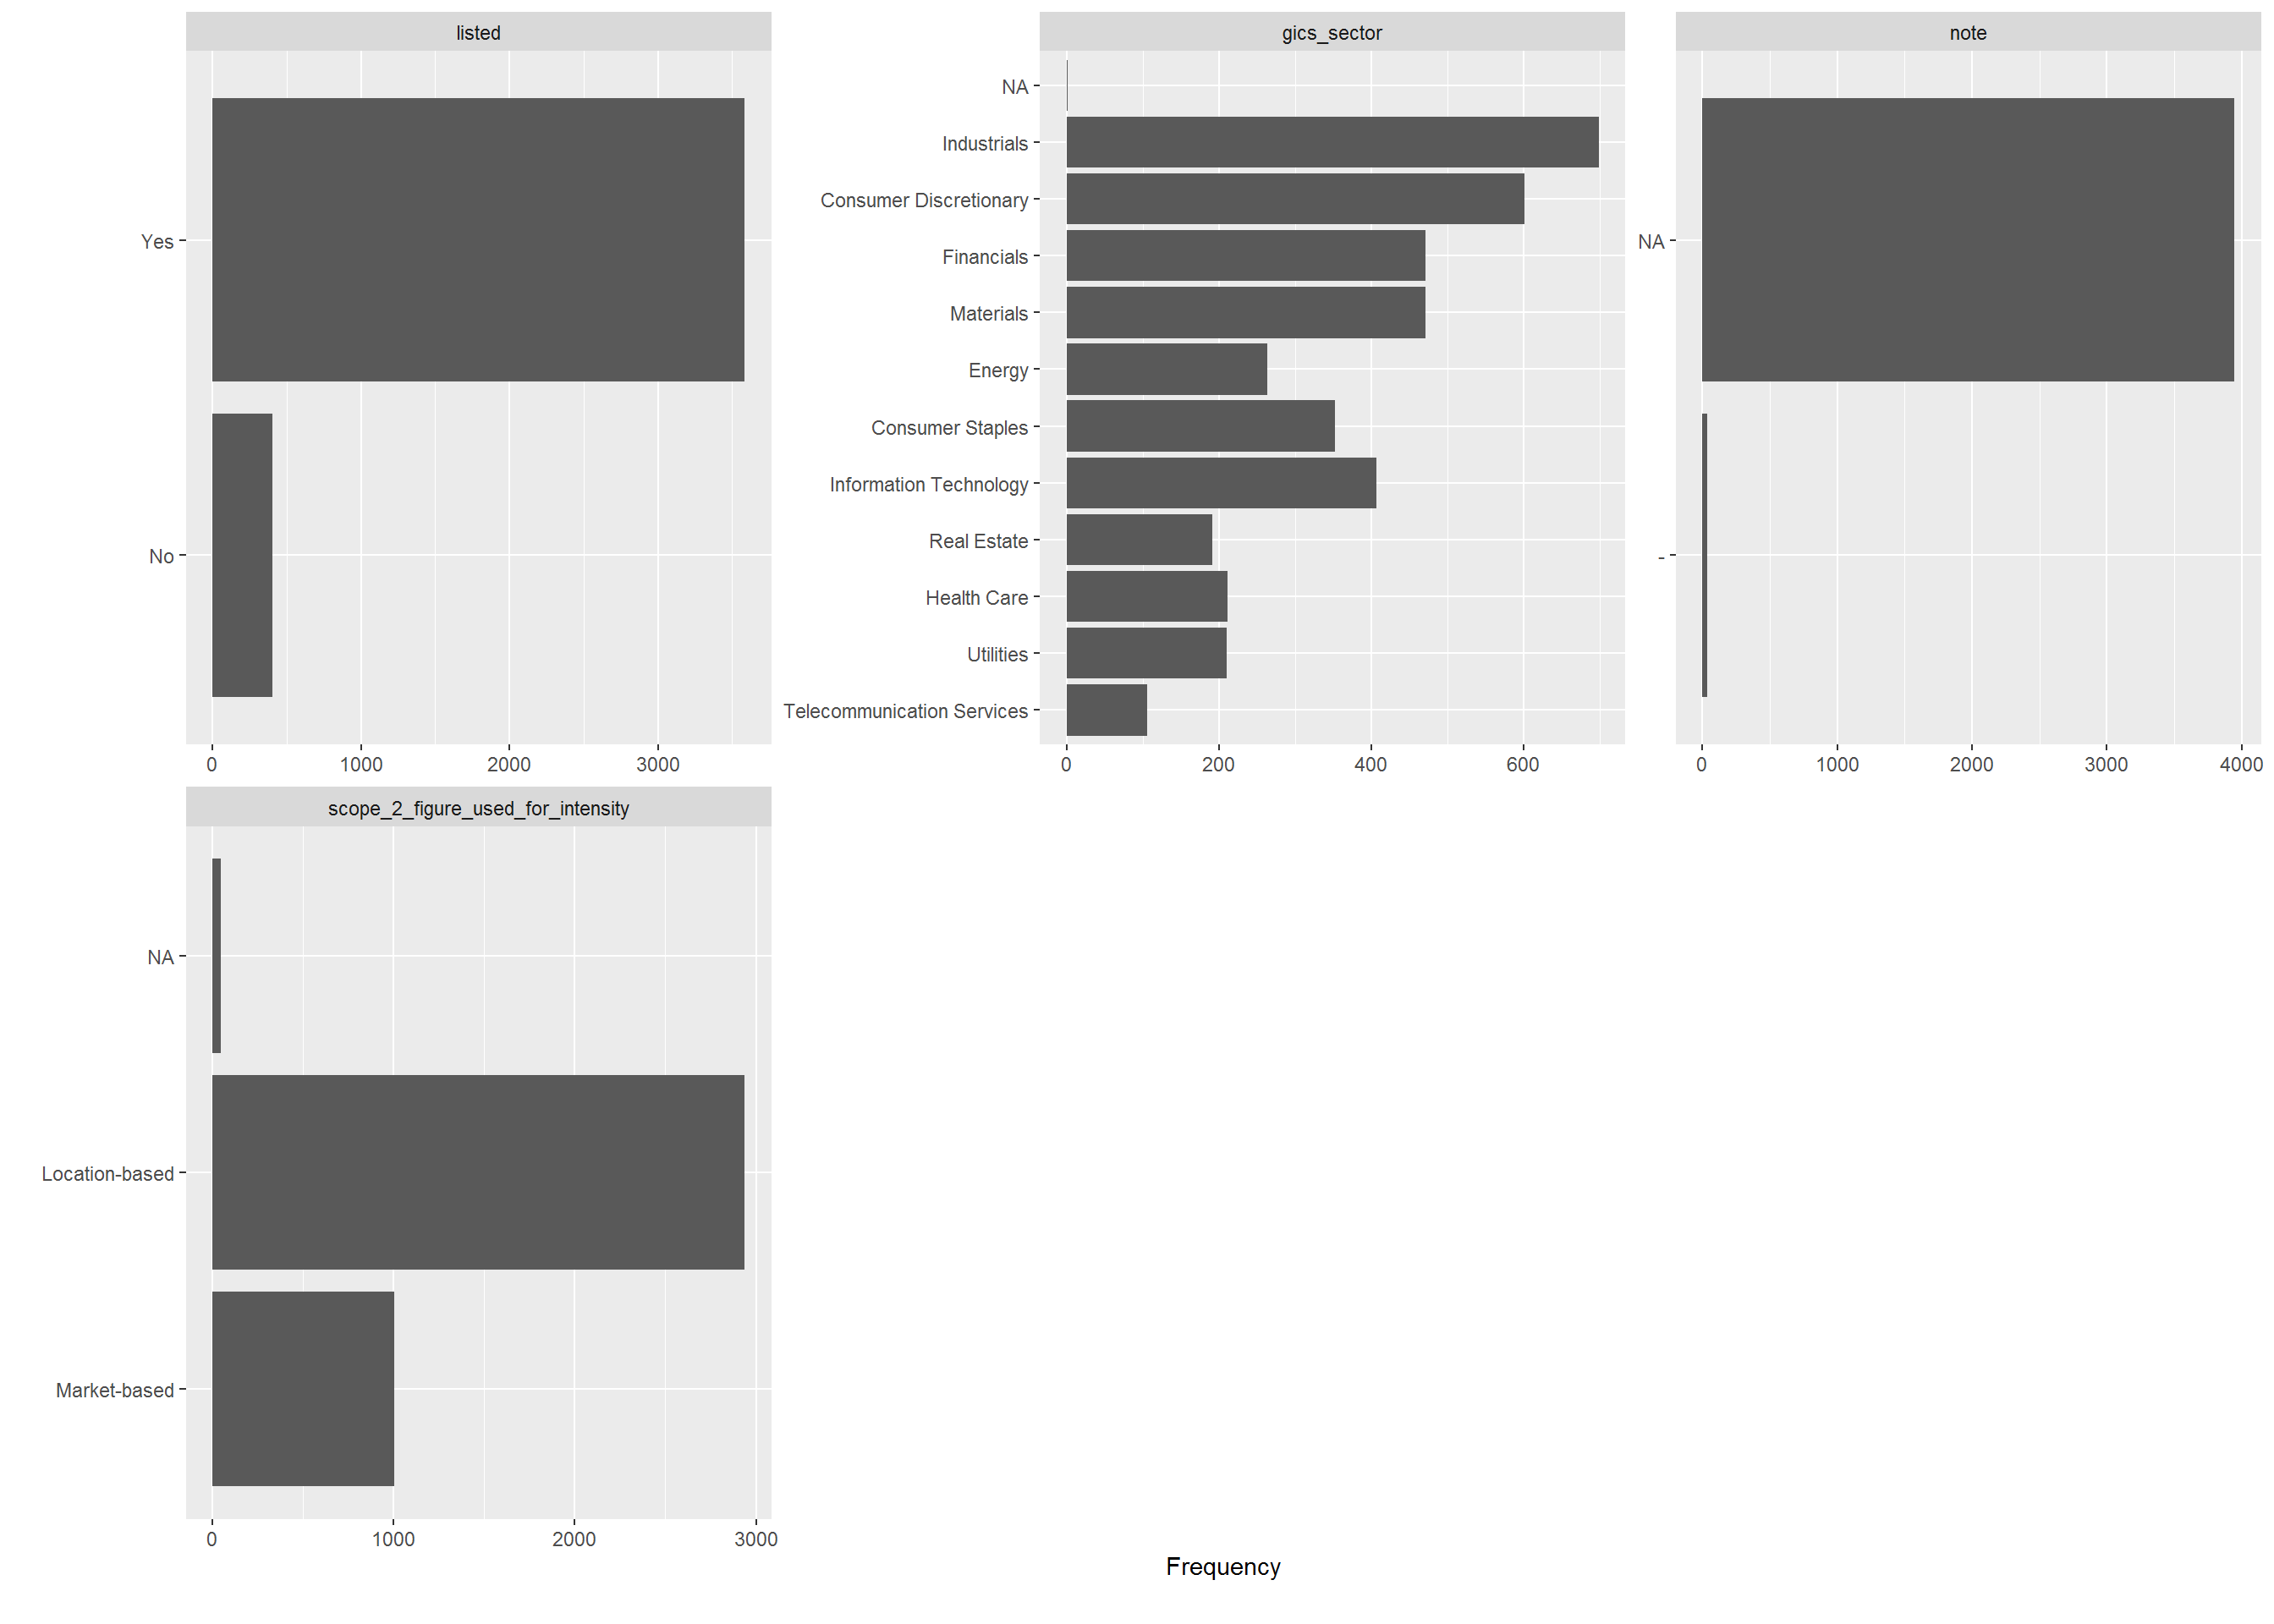 listed
Yes
No
0 1000 2000 3000
gics_sector
NA
Industrials
Consumer Discretionary
Financials
Materials
Energy
Consumer Staples
Information Technology
Real Estate
Health Care
Utilities
Telecommunication Services
0 200 400 600
note
NA
-
0 1000 2000 3000 4000
scope_2_figure_used_for_intensity
NA
Location-based
Market-based
0 1000 2000 3000
Frequency